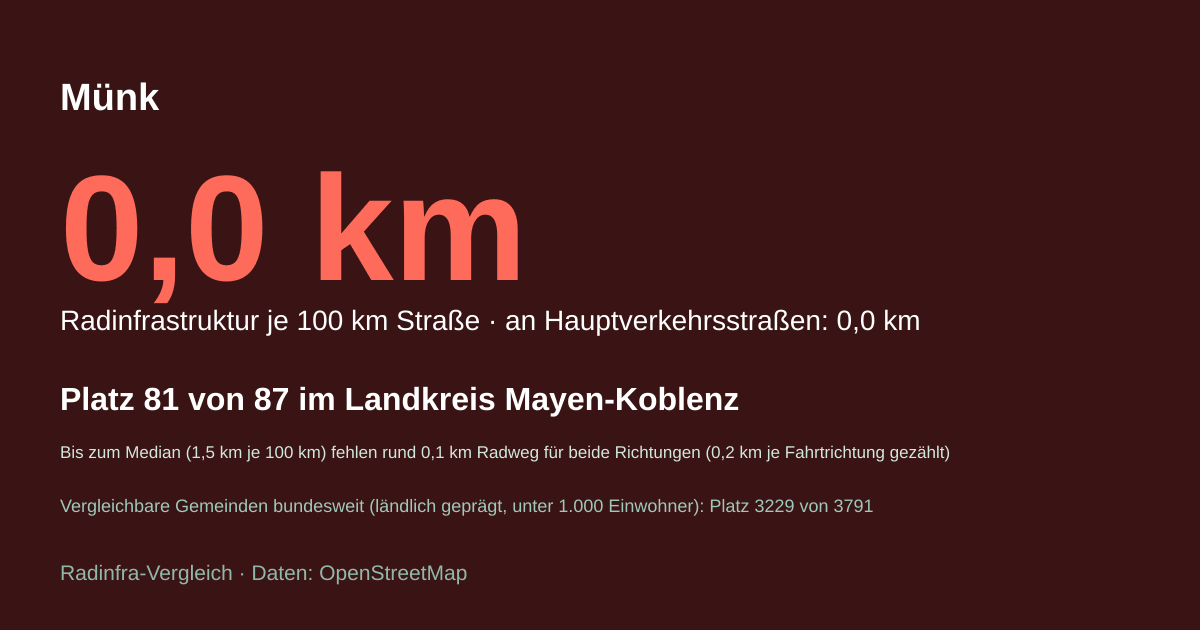 Münk
0,0 km
Radinfrastruktur je 100 km Straße · an Hauptverkehrsstraßen: 0,0 km
Platz 81 von 87 im Landkreis Mayen-Koblenz
Bis zum Median (1,5 km je 100 km) fehlen rund 0,1 km Radweg für beide Richtungen (0,2 km je Fahrtrichtung gezählt)
Vergleichbare Gemeinden bundesweit (ländlich geprägt, unter 1.000 Einwohner): Platz 3229 von 3791
Radinfra-Vergleich · Daten: OpenStreetMap